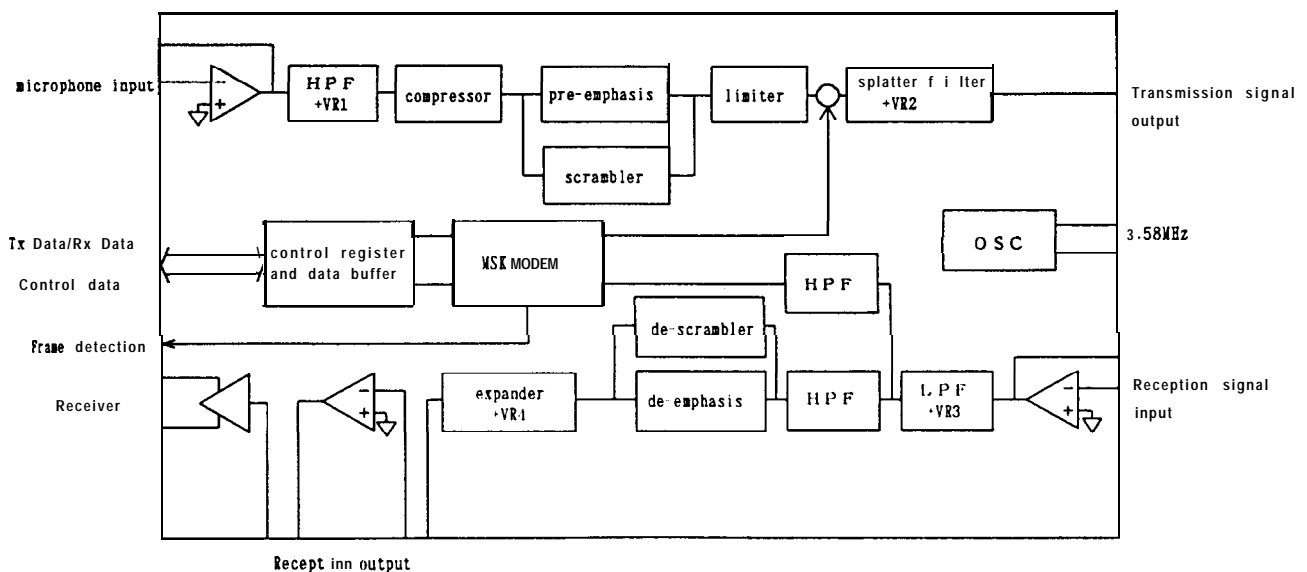 microphone input
HPF
+VR1
compressor
pre-emphasis
limiter
splatter f i lter
+VR2
Transmission signal
output
scrambler
Tx Data/Rx Data
Control data
control register
and data buffer
MSK MODEM
HPF
OSC
3.58MHz
Frame detection
de-scrambler
Receiver
expander
+VR4
de-emphasis
HPF
LPF
+VR3
Reception signal
input
Recept inn output